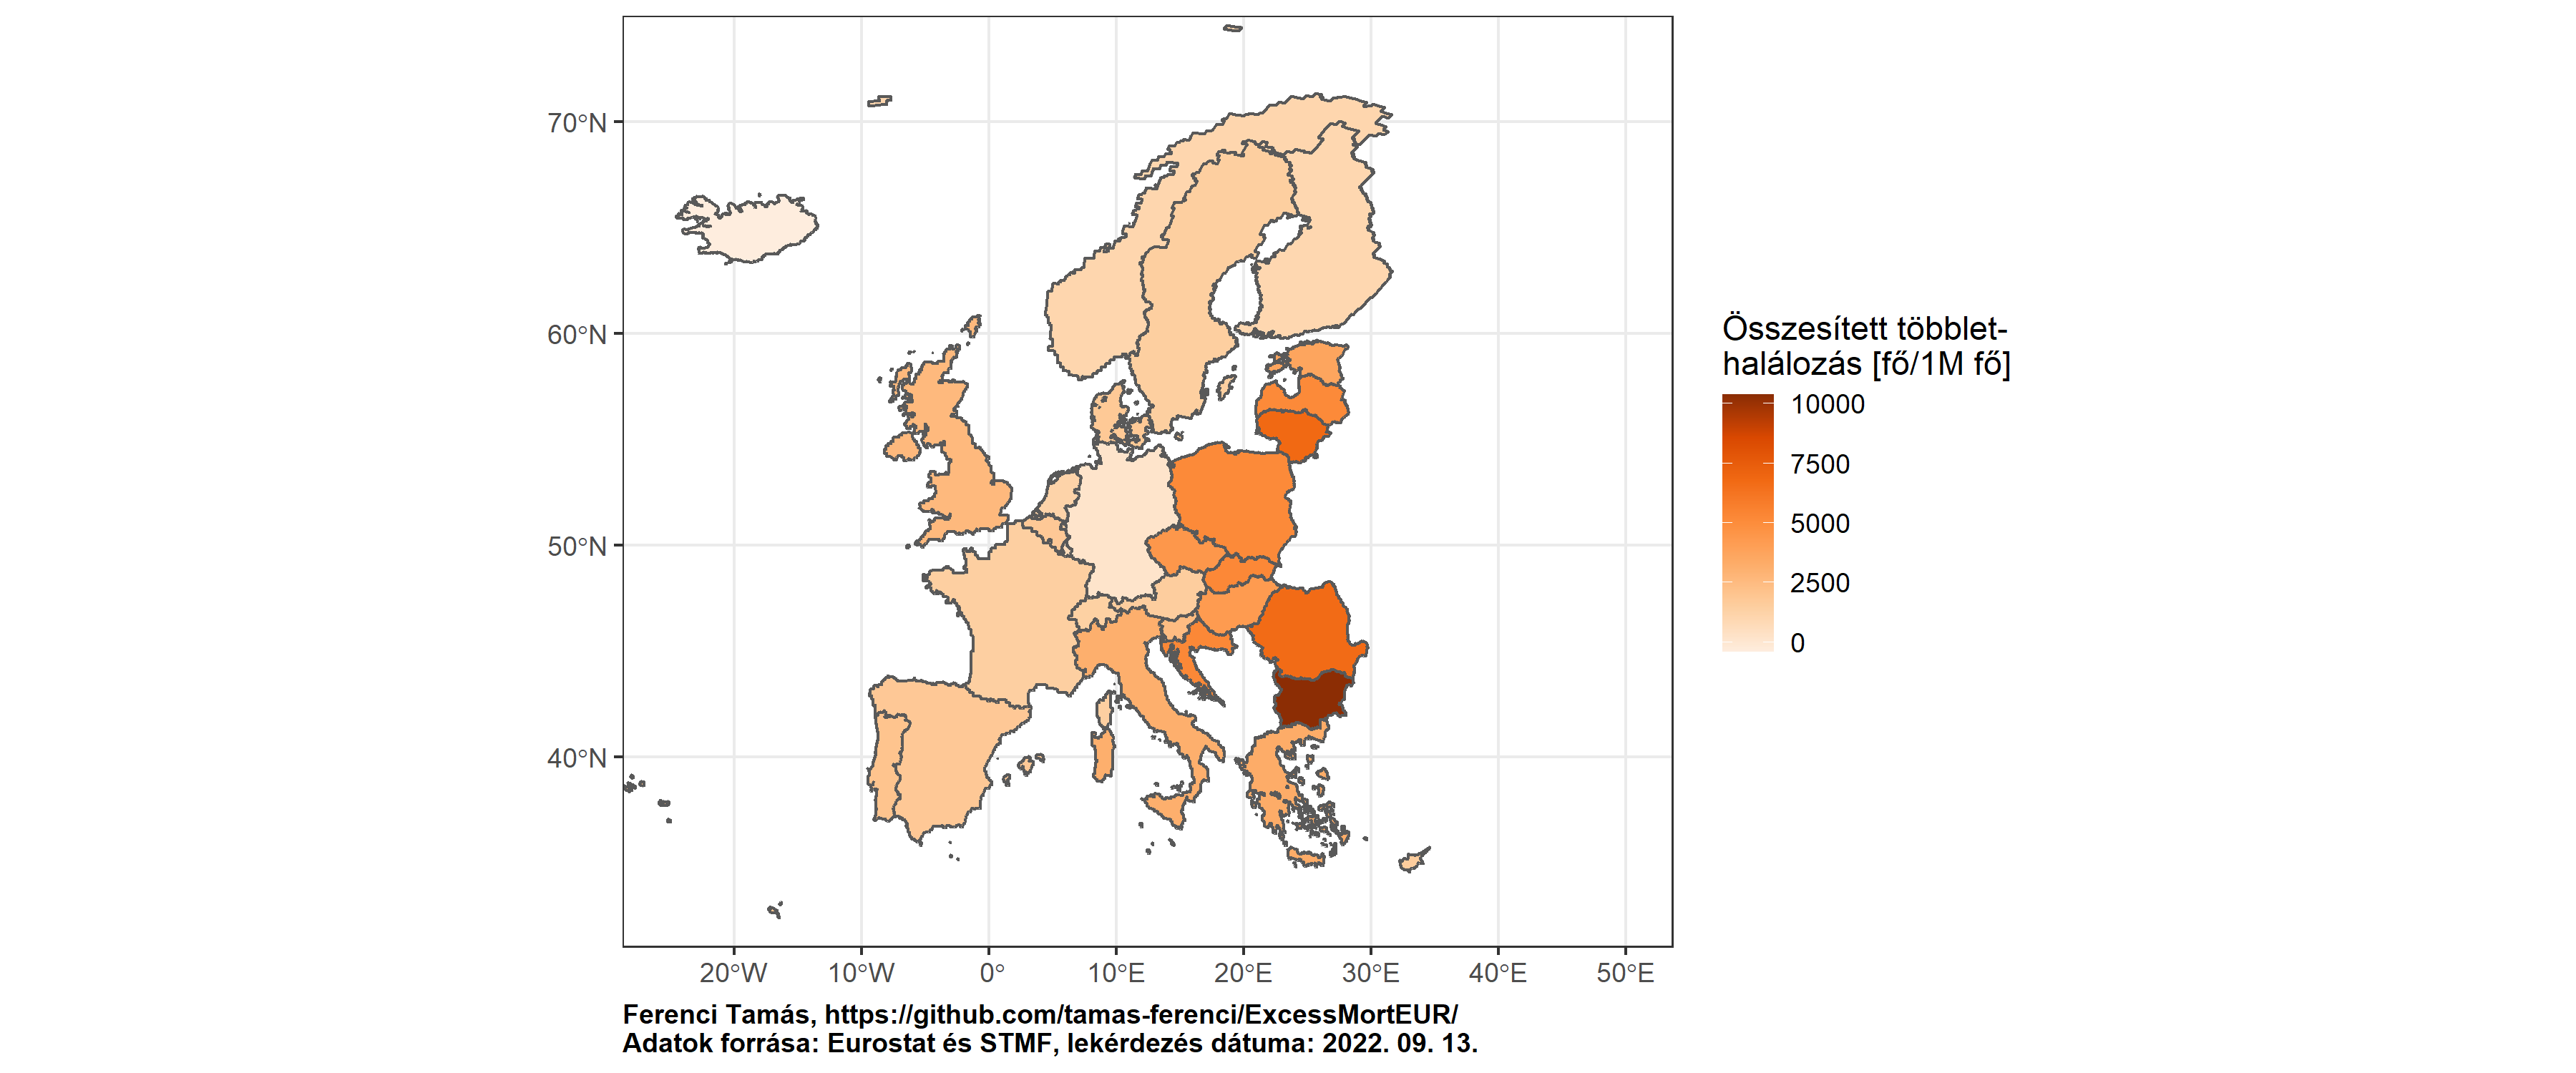 70°N
60°N
50°N
40°N
20°W 10°W 0° 10°E 20°E 30°E 40°E 50°E
Összesített többlet-
halálozás [fő/1M fő]
10000
7500
5000
2500
0
Ferenci Tamás, https://github.com/tamas-ferenci/ExcessMortEUR/
Adatok forrása: Eurostat és STMF, lekérdezés dátuma: 2022. 09. 13.